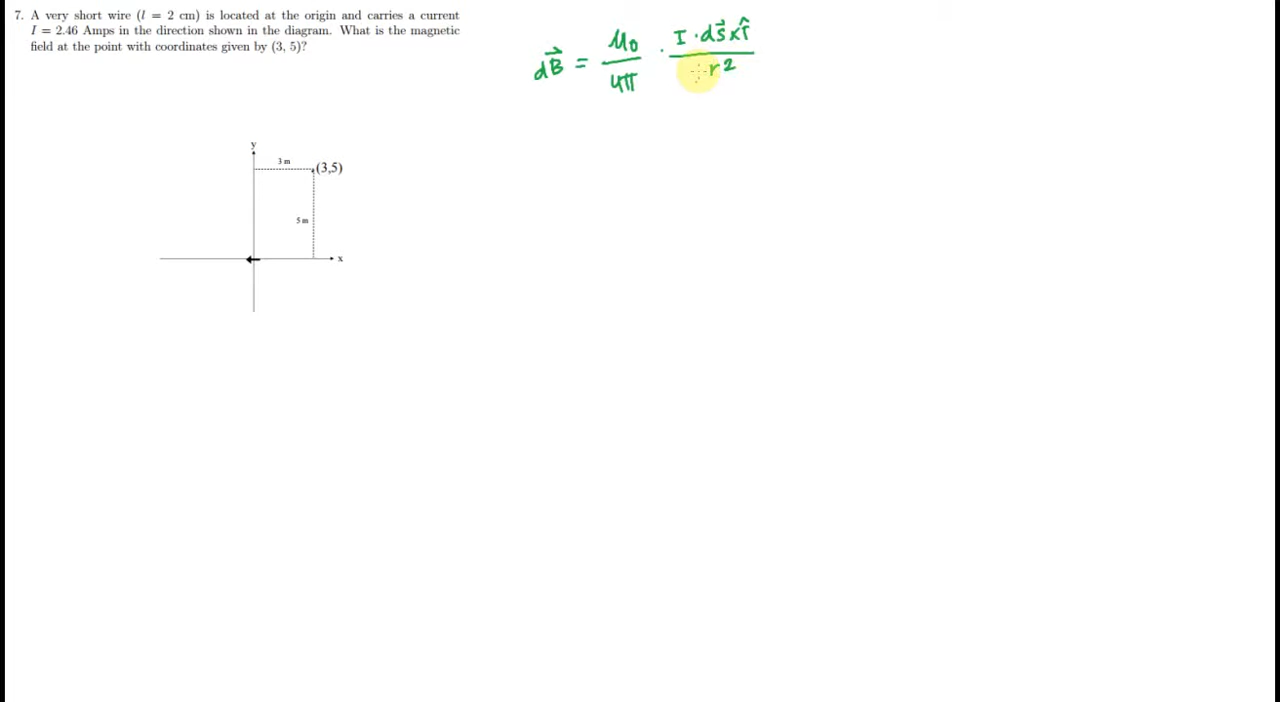 7. A very short wire (l = 2 cm) is located at the origin and carries a current
I = 2.46 Amps in the direction shown in the diagram. What is the magnetic
field at the point with coordinates given by (3, 5)?
dB⃗ = μ₀/4π · I · ds⃗ x r̂ / r²
y
3 m
(3,5)
5 m
x